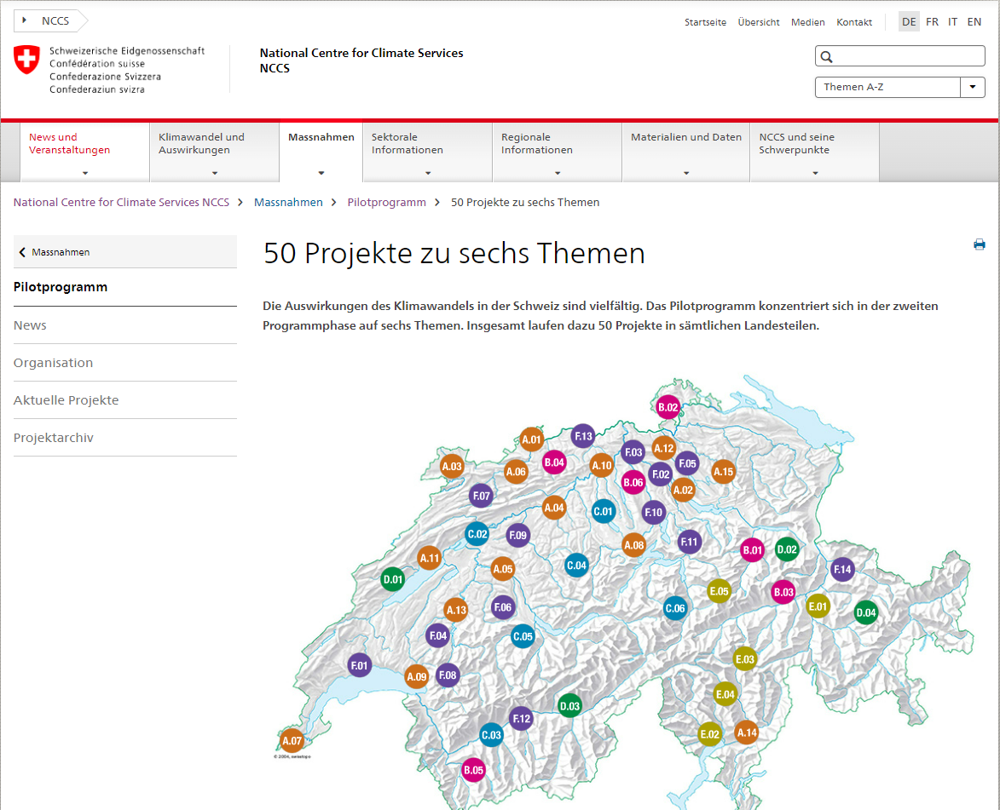 NCCS
Startseite Übersicht Medien Kontakt DE FR IT EN
Schweizerische Eidgenossenschaft
Confédération suisse
Confederazione Svizzera
Confederaziun svizra
National Centre for Climate Services
NCCS
Themen A-Z
News und
Veranstaltungen
Klimawandel und
Auswirkungen
Massnahmen
Sektorale
Informationen
Regionale
Informationen
Materialien und Daten
NCCS und seine
Schwerpunkte
National Centre for Climate Services NCCS > Massnahmen > Pilotprogramm > 50 Projekte zu sechs Themen
Massnahmen
Pilotprogramm
News
Organisation
Aktuelle Projekte
Projektarchiv
50 Projekte zu sechs Themen
Die Auswirkungen des Klimawandels in der Schweiz sind vielfältig. Das Pilotprogramm konzentriert sich in der zweiten
Programmphase auf sechs Themen. Insgesamt laufen dazu 50 Projekte in sämtlichen Landesteilen.
B.02
A.01
F.13
A.12
F.03
B.04
F.05
A.03
A.10
A.06
A.15
F.02
B.06
A.02
F.07
A.04
C.01
F.10
C.02
F.09
F.11
A.08
B.01
D.02
A.11
C.04
A.05
F.14
D.01
E.05
B.03
E.01
F.06
C.06
A.13
D.04
F.04
C.05
E.03
F.01
F.08
A.09
E.04
D.03
F.12
A.14
E.02
C.03
A.07
© 2004, swisstopo
B.05